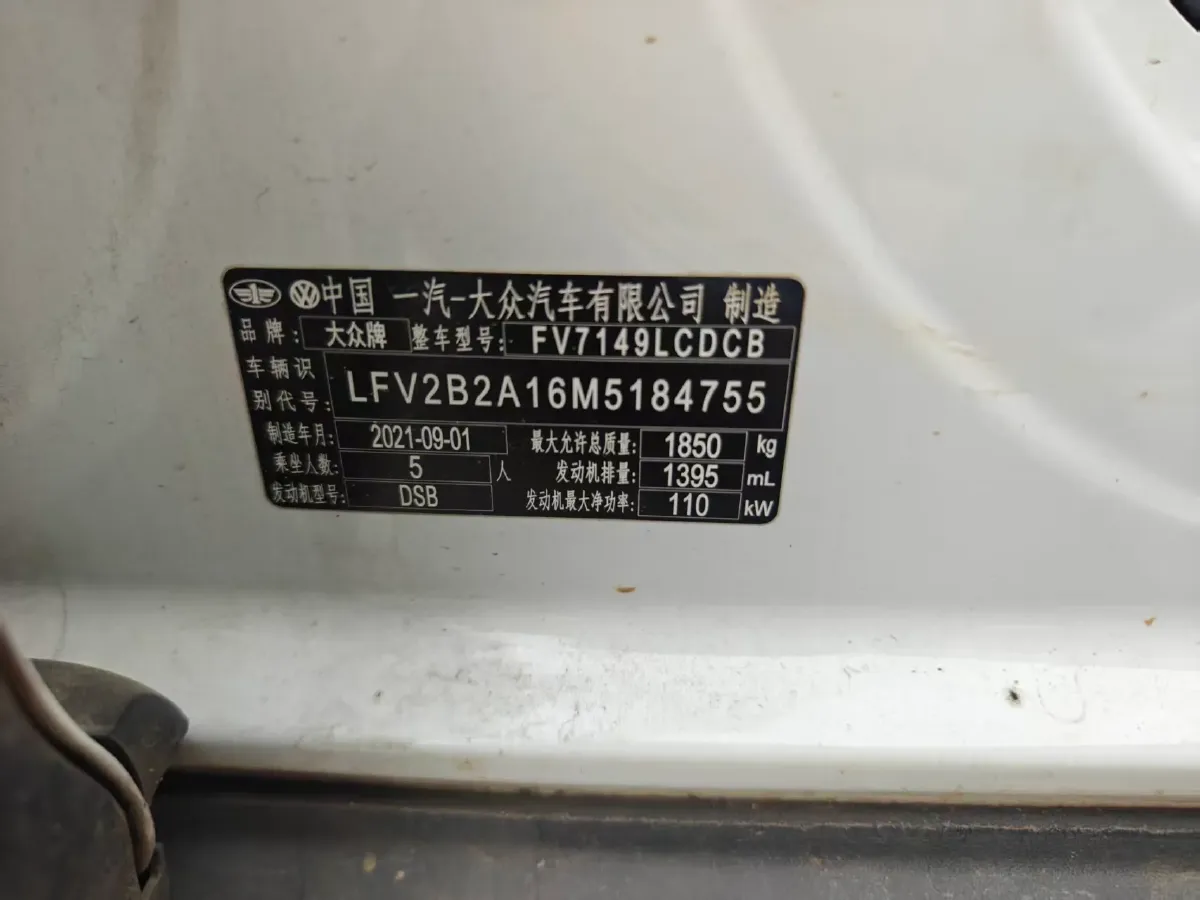 中国 一汽-大众汽车有限公司 制造
品牌: 大众牌 整车型号: FV7149LCDCB
车辆识
别代号: LFV2B2A16M5184755
制造年月: 2021-09-01 最大允许总质量: 1850 kg
乘坐人数: 5 人 发动机排量: 1395 mL
发动机型号: DSB 发动机最大净功率: 110 kW